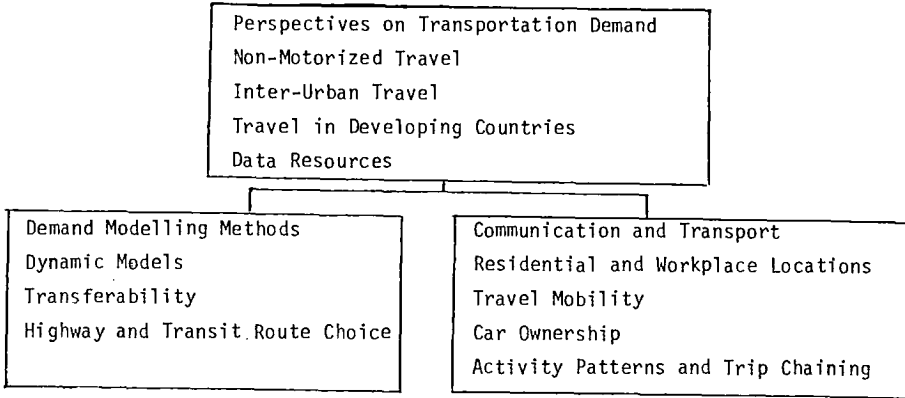 Perspectives on Transportation Demand
Non-Motorized Travel
Inter-Urban Travel
Travel in Developing Countries
Data Resources
Demand Modelling Methods
Dynamic Models
Transferability
Highway and Transit Route Choice
Communication and Transport
Residential and Workplace Locations
Travel Mobility
Car Ownership
Activity Patterns and Trip Chaining